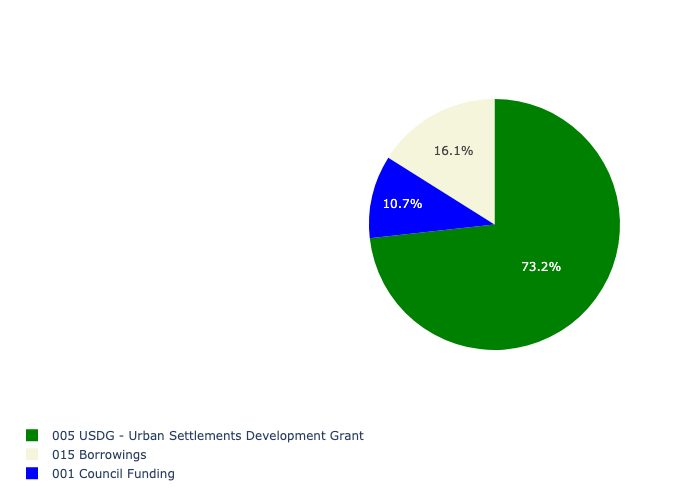 16.1%
10.7%
73.2%
005 USDG - Urban Settlements Development Grant
015 Borrowings
001 Council Funding